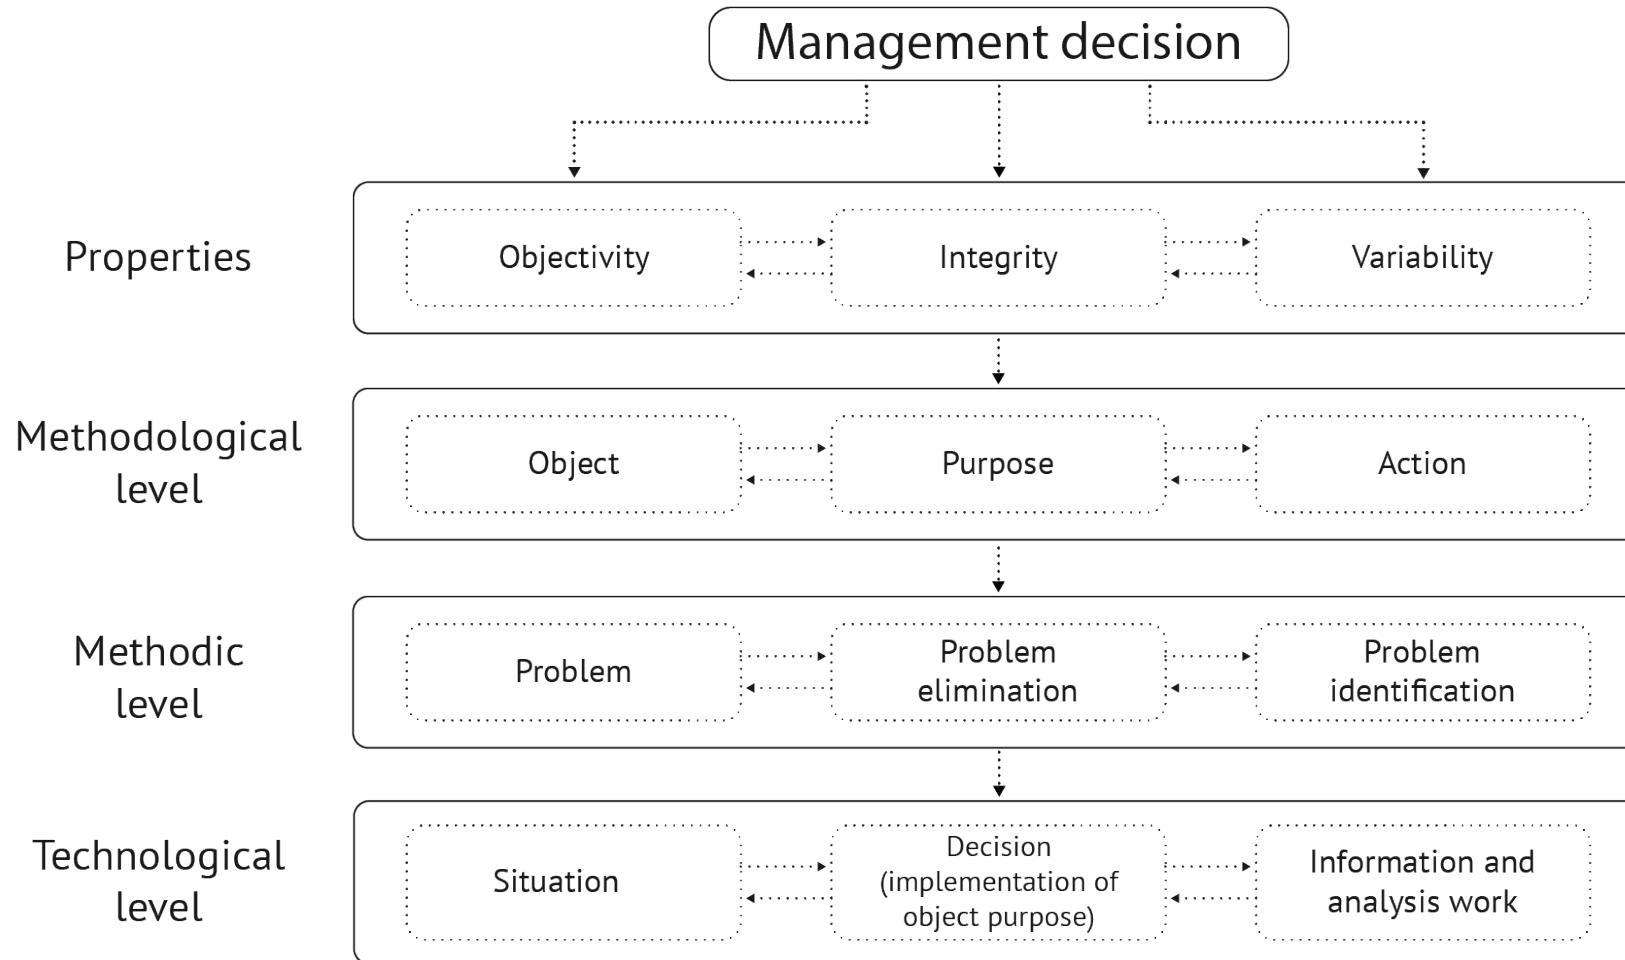 Management decision
Properties
Objectivity
Integrity
Variability
Methodological
level
Object
Purpose
Action
Methodic
level
Problem
Problem
elimination
Problem
identification
Technological
level
Situation
Decision
(implementation of
object purpose)
Information and
analysis work